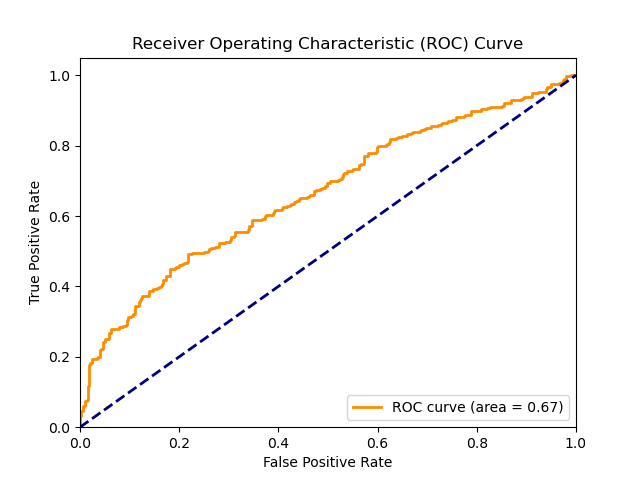 Receiver Operating Characteristic (ROC) Curve
True Positive Rate
1.0
0.8
0.6
0.4
0.2
0.0
0.0 0.2 0.4 0.6 0.8 1.0
False Positive Rate
ROC curve (area = 0.67)